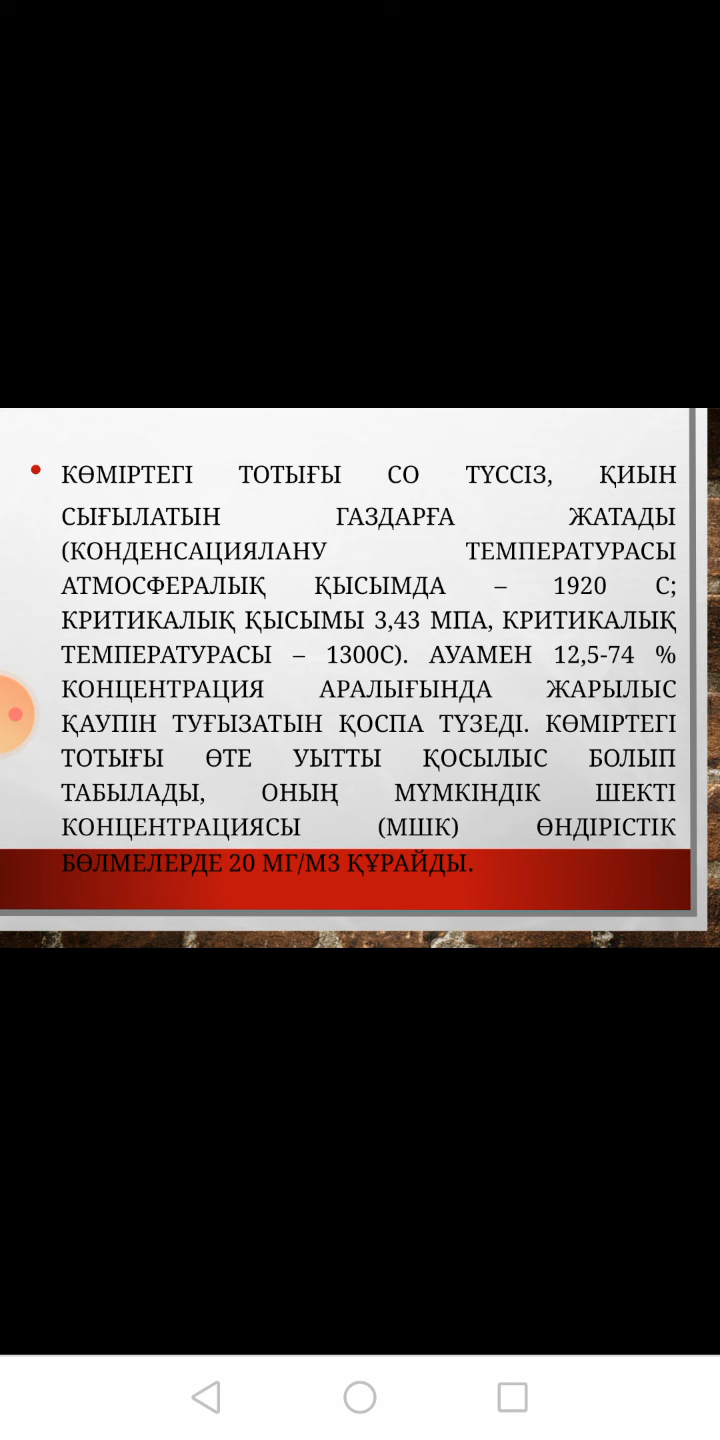 • КӨМІРТЕГІ ТОТЫҒЫ СО ТҮССІЗ, ҚИЫН
СЫҒЫЛАТЫН ГАЗДАРҒА ЖАТАДЫ
(КОНДЕНСАЦИЯЛАНУ ТЕМПЕРАТУРАСЫ
АТМОСФЕРАЛЫҚ ҚЫСЫМДА – 1920 С;
КРИТИКАЛЫҚ ҚЫСЫМЫ 3,43 МПА, КРИТИКАЛЫҚ
ТЕМПЕРАТУРАСЫ – 1300С). АУАМЕН 12,5-74 %
КОНЦЕНТРАЦИЯ АРАЛЫҒЫНДА ЖАРЫЛЫС
ҚАУПІН ТУҒЫЗАТЫН ҚОСПА ТҮЗЕДІ. КӨМІРТЕГІ
ТОТЫҒЫ ӨТЕ УЫТТЫ ҚОСЫЛЫС БОЛЫП
ТАБЫЛАДЫ, ОНЫҢ МҮМКІНДІК ШЕКТІ
КОНЦЕНТРАЦИЯСЫ (МШК) ӨНДІРІСТІК
БӨЛМЕЛЕРДЕ 20 МГ/М3 ҚҰРАЙДЫ.